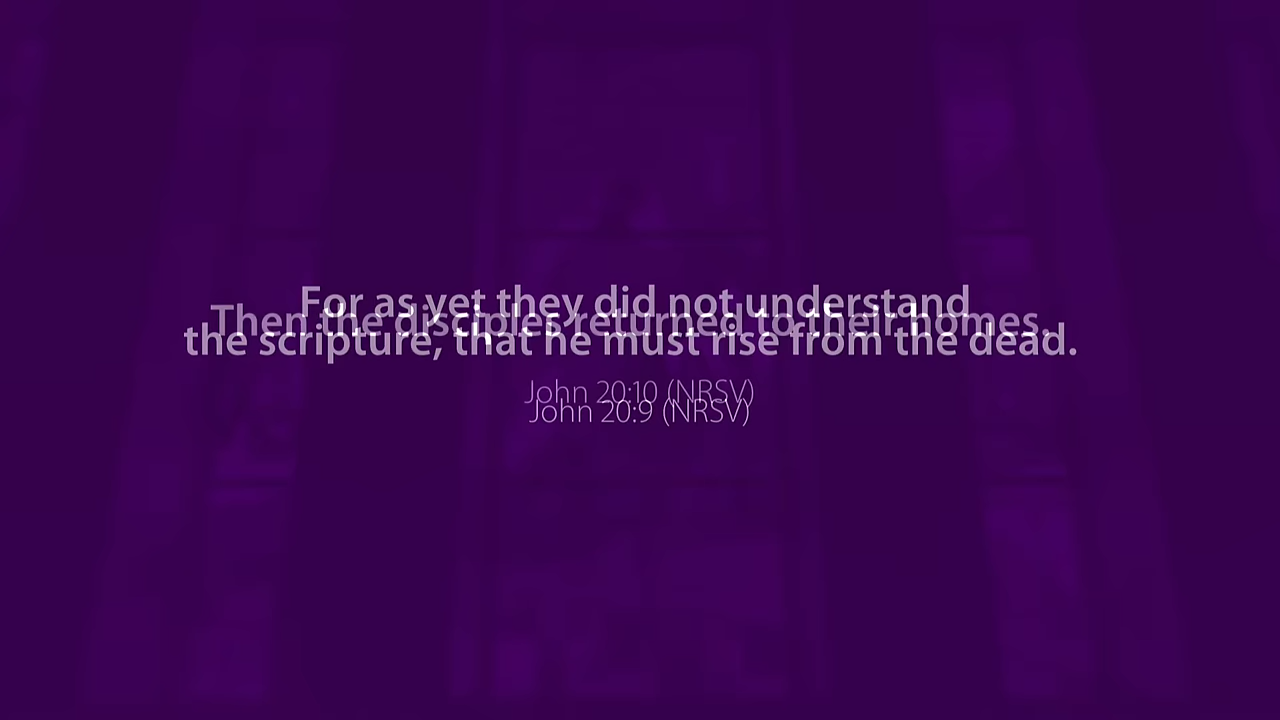 For as yet they did not understand
the scripture, that he must rise from the dead.
John 20:9 (NRSV)
Then the disciples returned to their homes.
John 20:10 (NRSV)